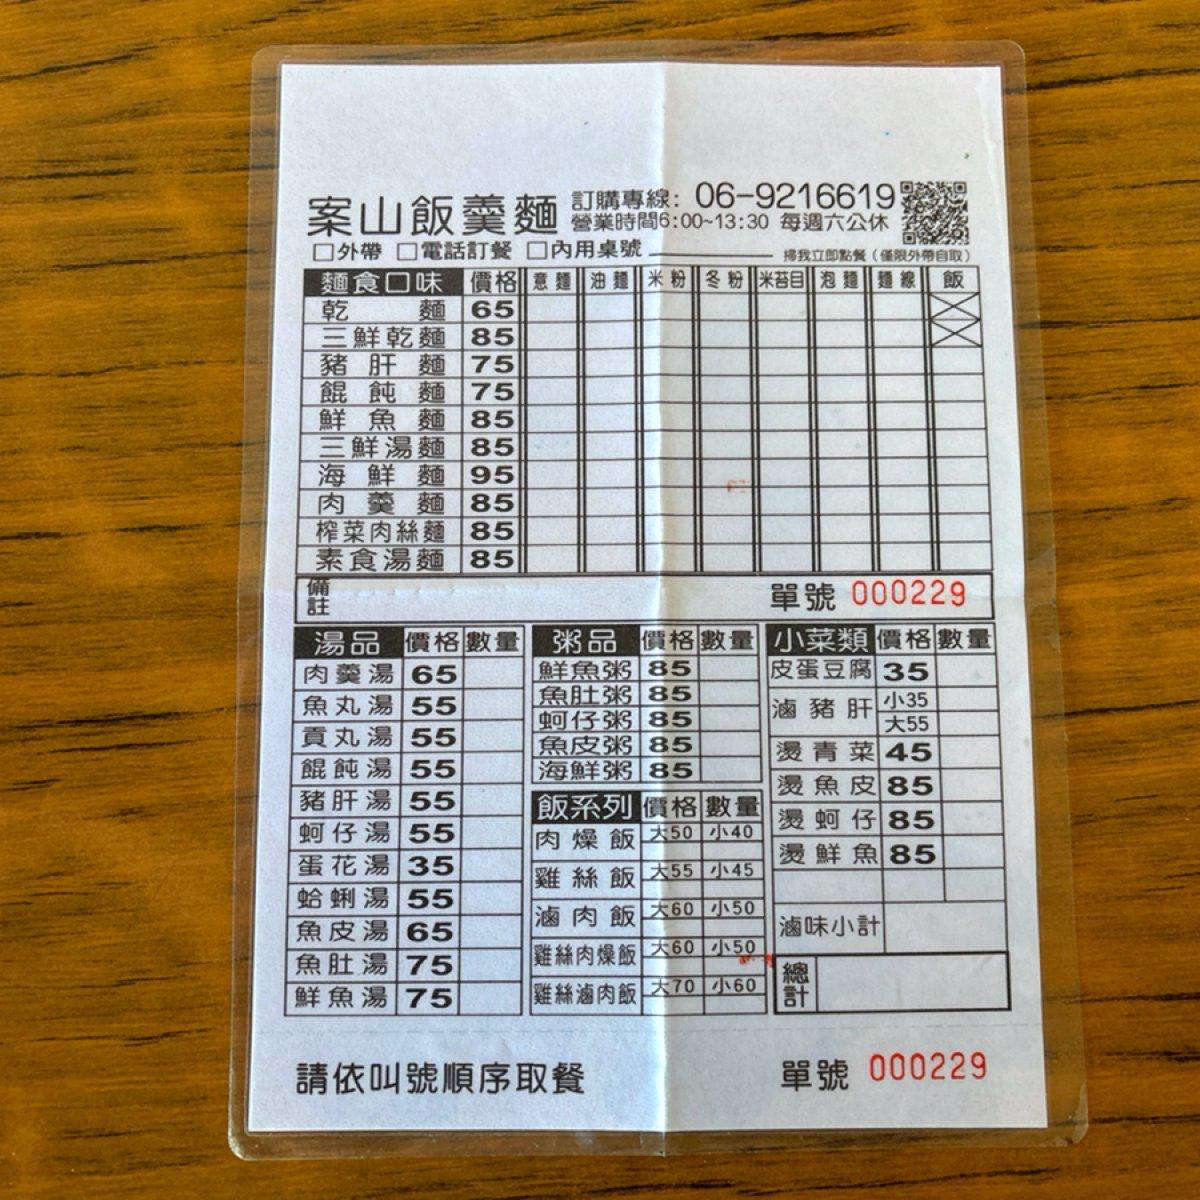 案山飯羹麵 訂購專線: 06-9216619
營業時間6:00~13:30 每週六公休
□外帶 □電話訂餐 □內用桌號 掃我立即點餐(僅限外帶自取)
麵食口味 價格 意麵 油麵 米粉 冬粉 米苔目 泡麵 麵線 飯
乾麵 65
三鮮乾麵 85
豬肝麵 75
餛飩麵 75
鮮魚麵 85
三鮮湯麵 85
海鮮麵 95
肉羹麵 85
榨菜肉絲麵 85
素食湯麵 85
備註 單號 000229
湯品 價格 數量
肉羹湯 65
魚丸湯 55
貢丸湯 55
餛飩湯 55
豬肝湯 55
蚵仔湯 55
蛋花湯 35
蛤蜊湯 55
魚皮湯 65
魚肚湯 75
鮮魚湯 75
粥品 價格 數量
鮮魚粥 85
魚肚粥 85
蚵仔粥 85
魚皮粥 85
海鮮粥 85
飯系列 價格 數量
肉燥飯 大50 小40
雞絲飯 大55 小45
滷肉飯 大60 小50
雞絲肉燥飯 大60 小50
雞絲滷肉飯 大70 小60
小菜類 價格 數量
皮蛋豆腐 35
滷豬肝 小35
大55
燙青菜 45
燙魚皮 85
燙蚵仔 85
燙鮮魚 85
滷味小計
總計
請依叫號順序取餐 單號 000229